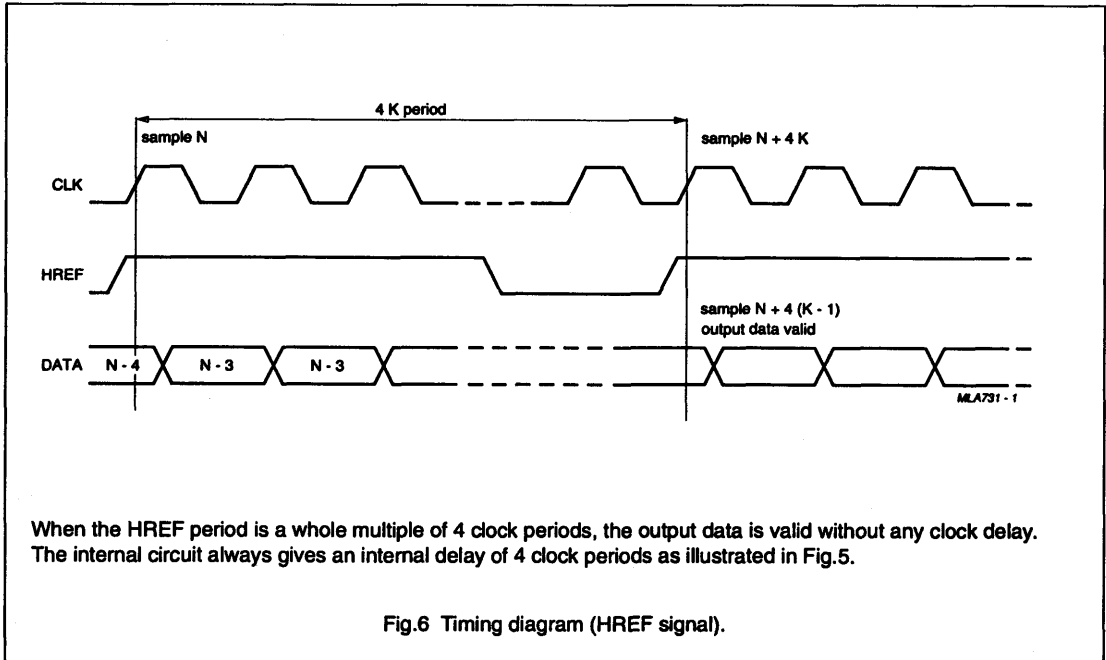 4 K period
sample N
sample N + 4 K
CLK
HREF
sample N + 4 (K - 1)
output data valid
DATA
N - 4
N - 3
N - 3
MLA731 - 1
When the HREF period is a whole multiple of 4 clock periods, the output data is valid without any clock delay.
The internal circuit always gives an internal delay of 4 clock periods as illustrated in Fig.5.
Fig.6 Timing diagram (HREF signal).